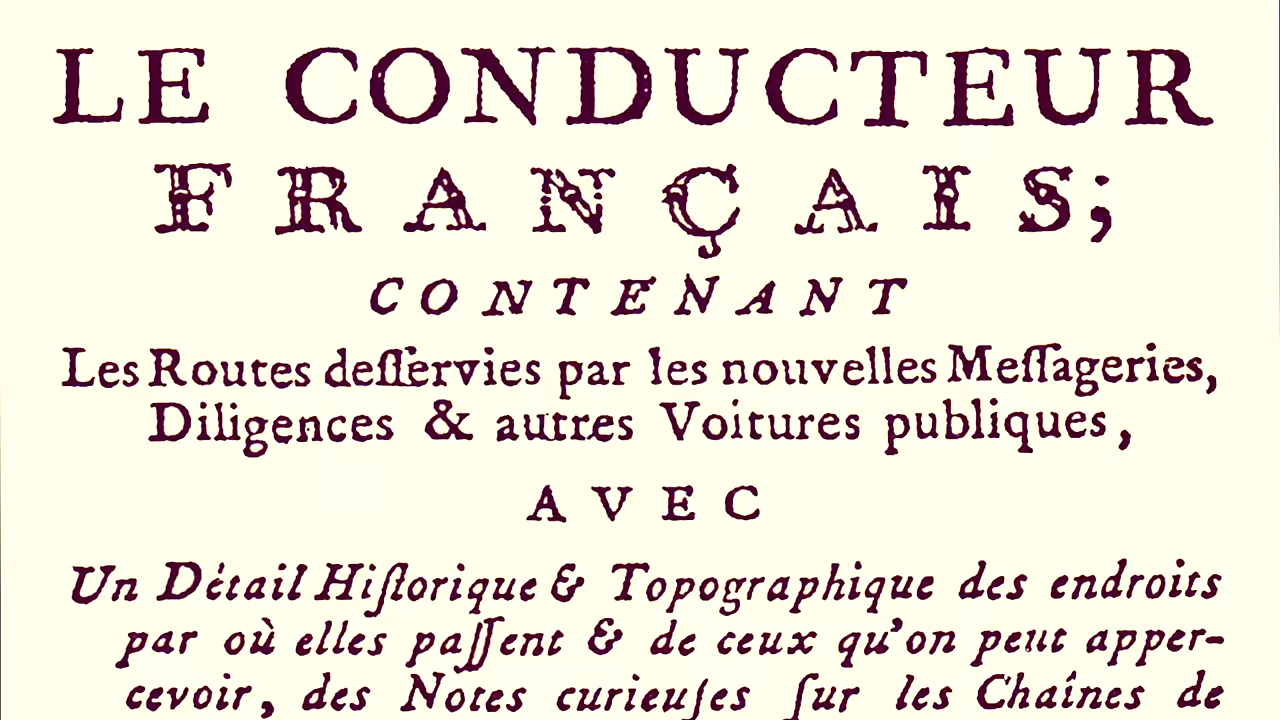 LE CONDUCTEUR
FRANÇAIS;
CONTENANT
Les Routes deſſervies par les nouvelles Meſſageries,
Diligences & autres Voitures publiques,
AVEC
Un Détail Hiſtorique & Topographique des endroits
par où elles paſſent & de ceux qu'on peut apper-
cevoir, des Notes curieuſes ſur les Chaînes de